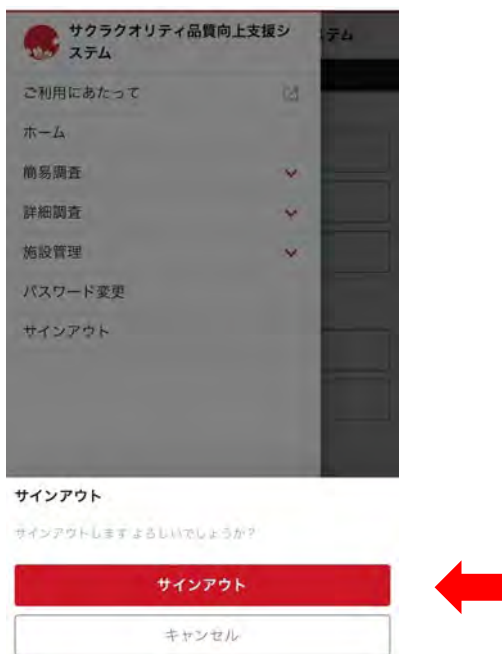 サクラクオリティ品質向上支援シ
ステム
テム
ご利用にあたって
ホーム
簡易調査
詳細調査
施設管理
パスワード変更
サインアウト
サインアウト
サインアウトします よろしいでしょうか？
サインアウト
キャンセル